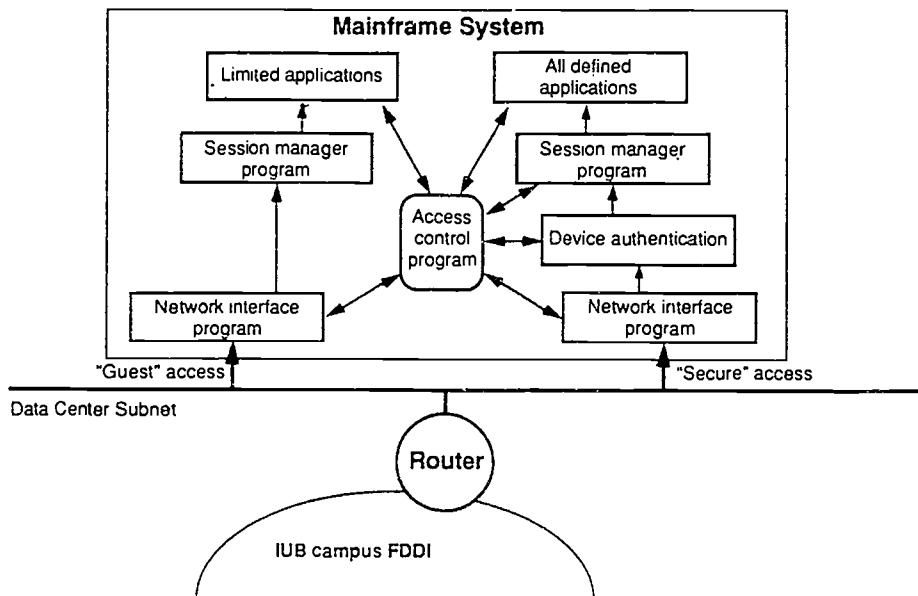 Mainframe System
Limited applications
All defined
applications
Session manager
program
Session manager
program
Access
control
program
Device authentication
Network interface
program
Network interface
program
"Guest" access
"Secure" access
Data Center Subnet
Router
IUB campus FDDI